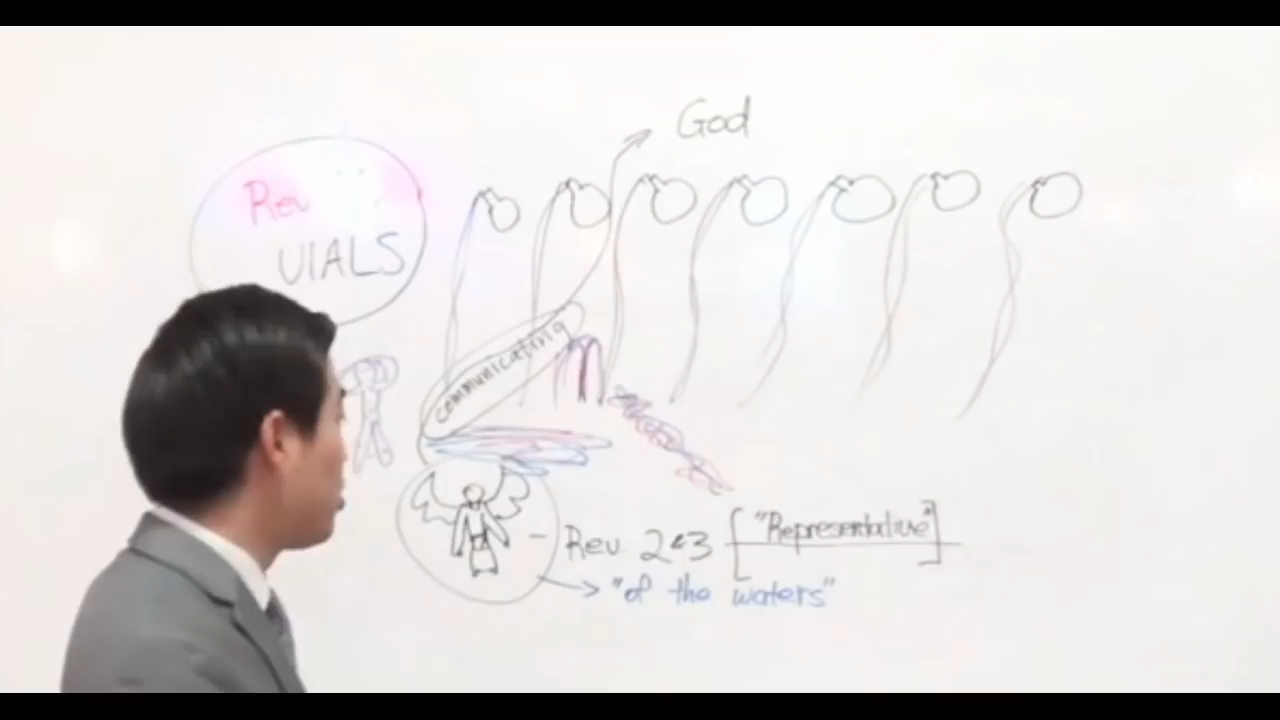 God
Rev
VIALS
communicating
- Rev. 2&3 ["Representative"]
→ "of the waters"